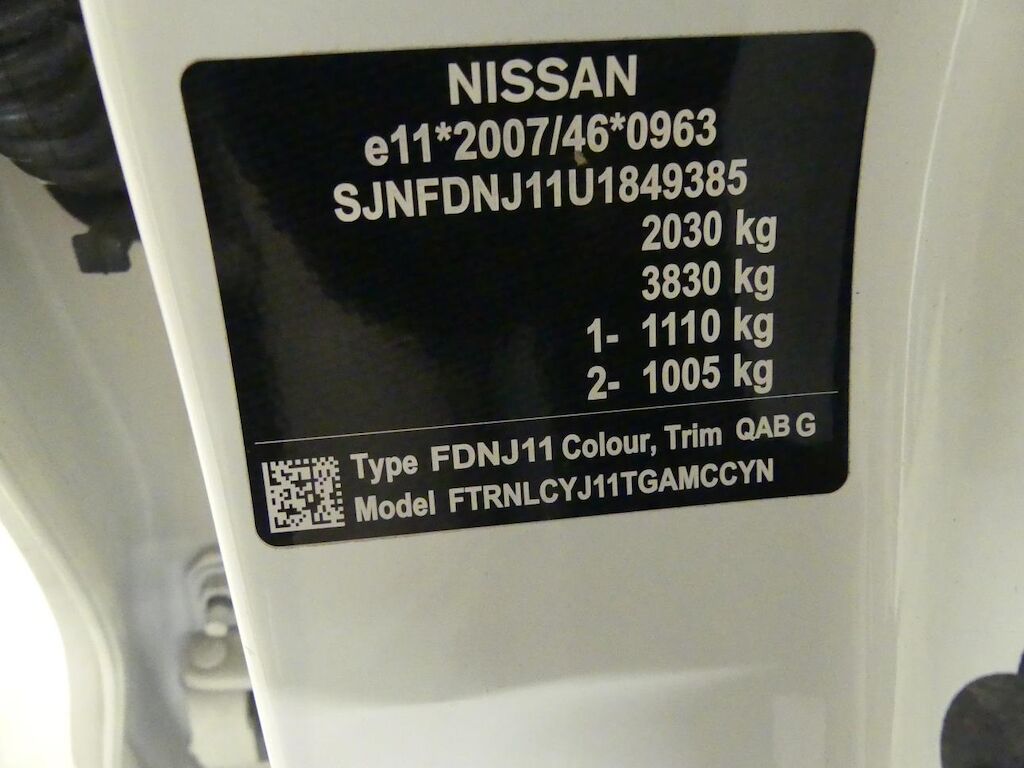 NISSAN
e11*2007/46*0963
SJNFDNJ11U1849385
2030 kg
3830 kg
1- 1110 kg
2- 1005 kg
Type FDNJ11 Colour, Trim QAB G
Model FTRNLCYJ11TGAMCCYN